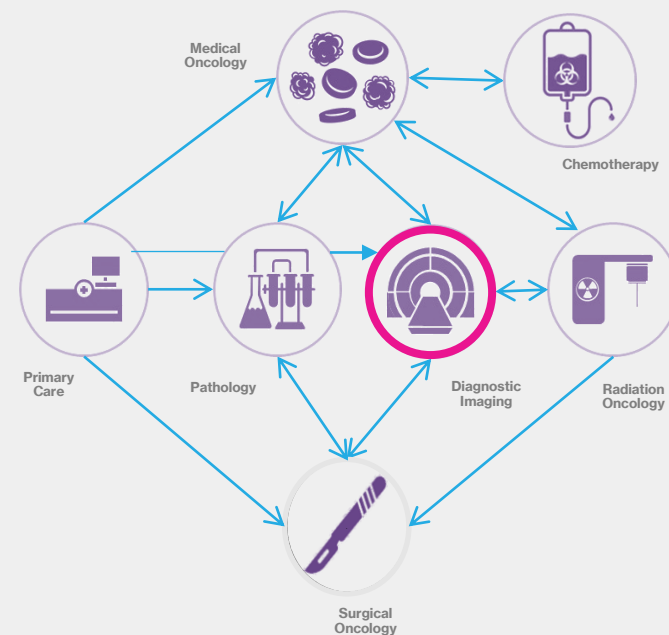 Medical
Oncology
Chemotherapy
Primary
Care
Pathology
Diagnostic
Imaging
Radiation
Oncology
Surgical
Oncology